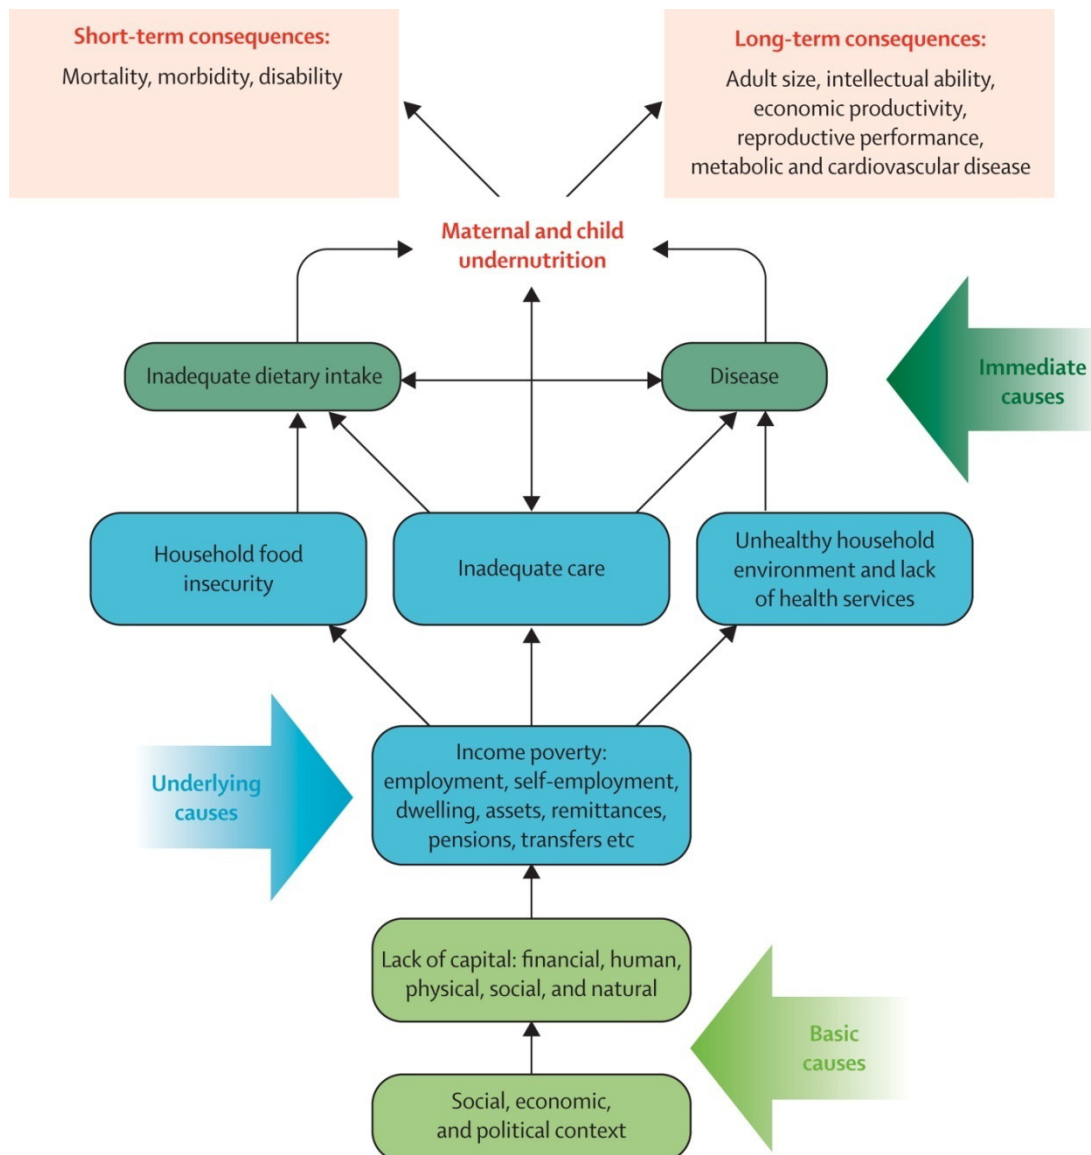 Short-term consequences:
Mortality, morbidity, disability
Long-term consequences:
Adult size, intellectual ability,
economic productivity,
reproductive performance,
metabolic and cardiovascular disease
Maternal and child
undernutrition
Inadequate dietary intake
Disease
Immediate
causes
Household food
insecurity
Inadequate care
Unhealthy household
environment and lack
of health services
Underlying
causes
Income poverty:
employment, self-employment,
dwelling, assets, remittances,
pensions, transfers etc
Lack of capital: financial, human,
physical, social, and natural
Basic
causes
Social, economic,
and political context